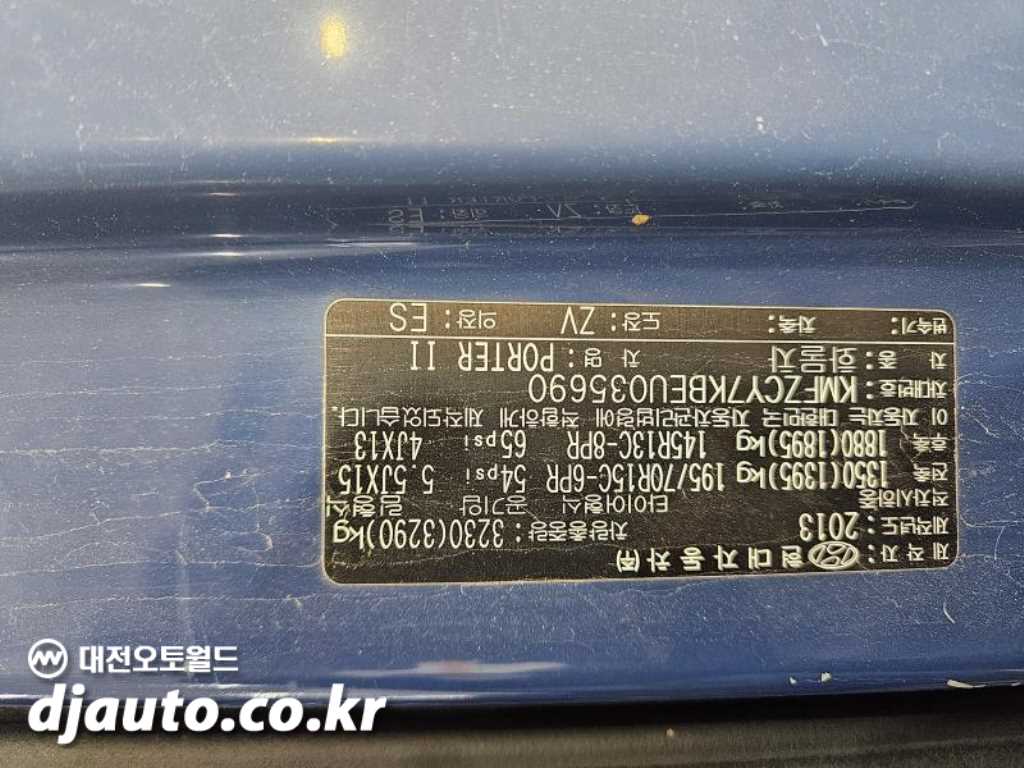 제 작 자: 현 대 자 동 차 ㈜
제작년도: 2013 차량총중량: 3230(3290)kg
적차시하중 타이어형식 공기압 림형식
전축 1350(1395)kg 195/70R15C-6PR 54psi 5.5JX15
후축 1880(1895)kg 145R13C-8PR 65psi 4JX13
이 자동차는 대한민국 자동차관리법령에 적합하게 제작되었습니다.
차대번호: KMFZCY7KBEU035690
차 종: 화물차 차 명: PORTER II
변속기: 차축: 도장: ZV 의장: ES
대전오토월드
djauto.co.kr